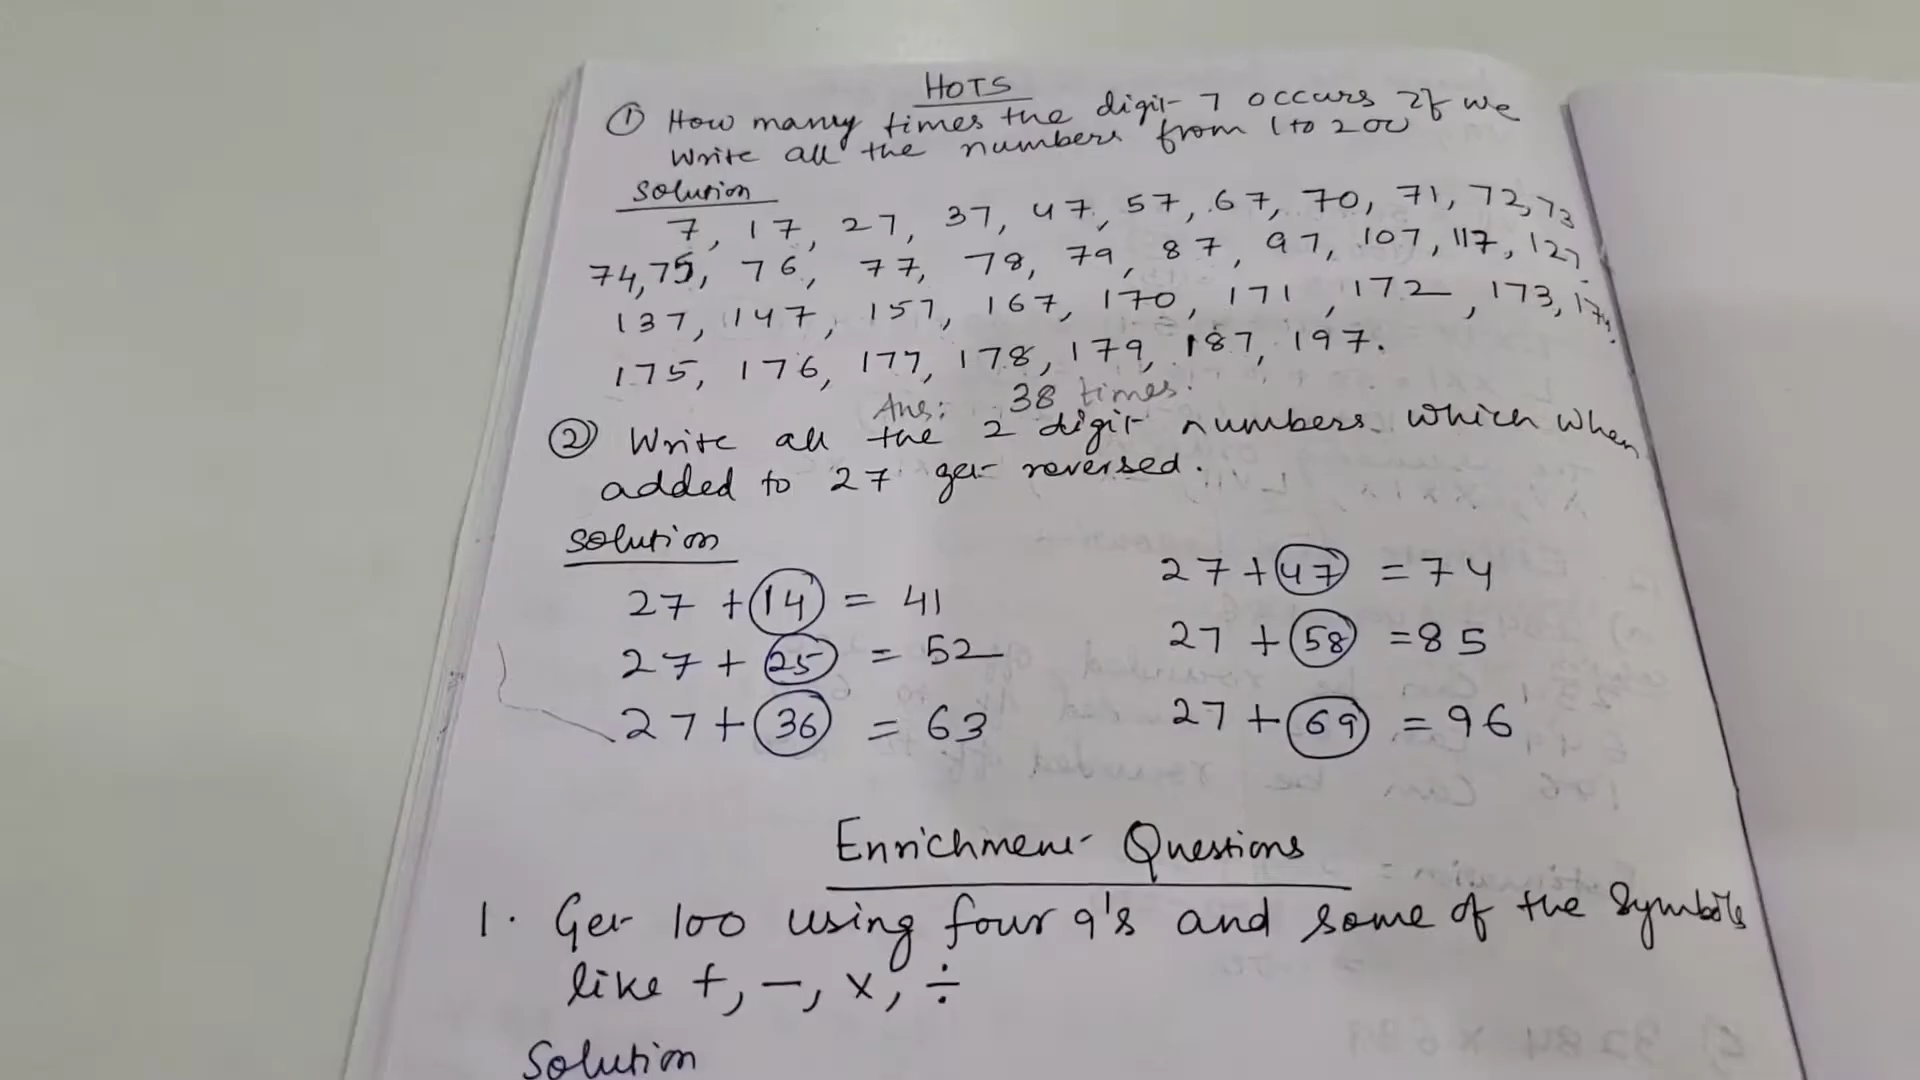 HOTS
① How many times the digit 7 occurs If we
Write all the numbers from 1 to 200
Solution
7, 17, 27, 37, 47, 57, 67, 70, 71, 72, 73
74, 75, 76, 77, 78, 79, 87, 97, 107, 117, 127.
137, 147, 157, 167, 170, 171, 172, 173, 174.
175, 176, 177, 178, 179, 187, 197.
Ans: 38 times.
② Write all the 2 digit numbers which when
added to 27 get reversed.
Solution
27 + 14 = 41 27 + 47 = 74
27 + 25 = 52 27 + 58 = 85
27 + 36 = 63 27 + 69 = 96
Enrichment Questions
1. Get 100 using four 9's and some of the Symbols
like +, -, ×, ÷
Solution